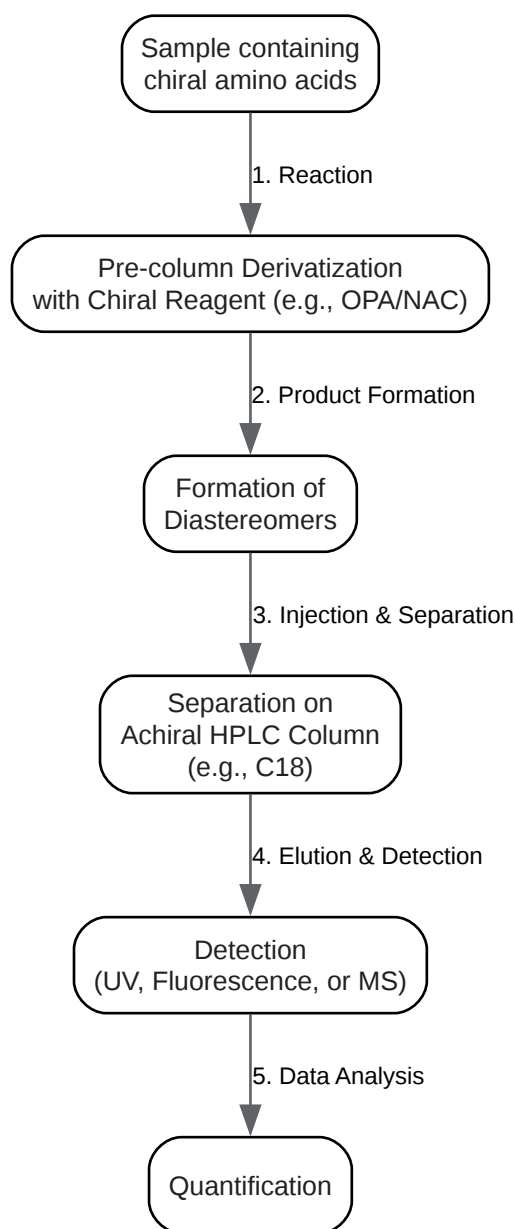 Sample containing
chiral amino acids
1. Reaction
Pre-column Derivatization
with Chiral Reagent (e.g., OPA/NAC)
2. Product Formation
Formation of
Diastereomers
3. Injection & Separation
Separation on
Achiral HPLC Column
(e.g., C18)
4. Elution & Detection
Detection
(UV, Fluorescence, or MS)
5. Data Analysis
Quantification